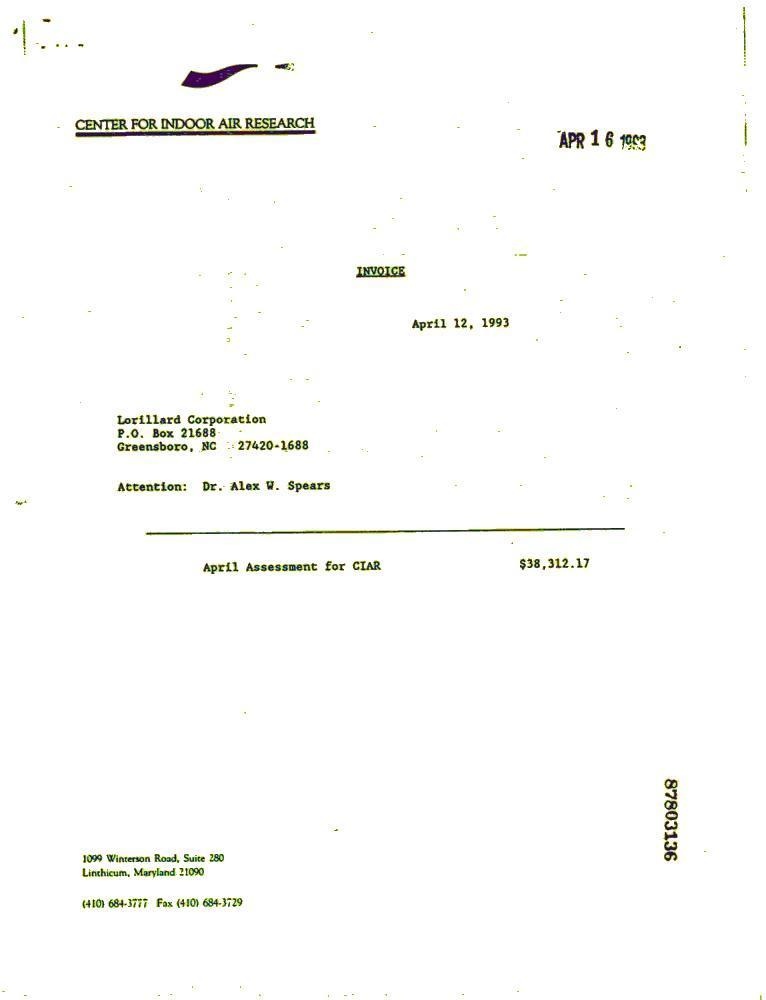 CENTER FOR INDOOR AIR RESEARCH
APR 16 1993
INVOICE
April 12, 1993
Lorillard Corporation
P.O. Box 21688
Greensboro, NC 27420-1688
Attention: Dr. Alex W. Spears
April Assessment for CIAR $38,312.17
87803136
1099 Winterson Road, Suite 280
Linthicum, Maryland 21090
(410) 684-3777 Fax (410) 684-3729